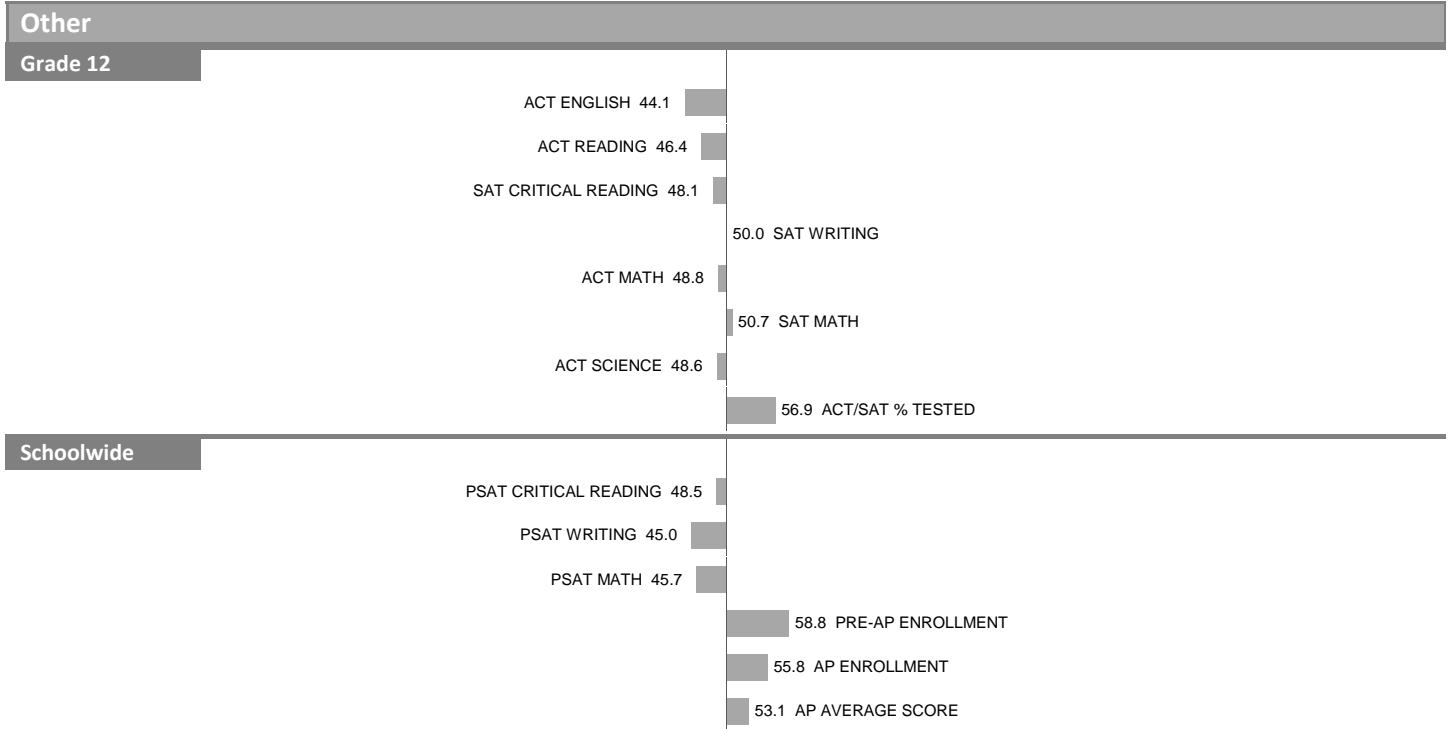 Other
Grade 12
ACT ENGLISH 44.1
ACT READING 46.4
SAT CRITICAL READING 48.1
50.0 SAT WRITING
ACT MATH 48.8
50.7 SAT MATH
ACT SCIENCE 48.6
56.9 ACT/SAT % TESTED
Schoolwide
PSAT CRITICAL READING 48.5
PSAT WRITING 45.0
PSAT MATH 45.7
58.8 PRE-AP ENROLLMENT
55.8 AP ENROLLMENT
53.1 AP AVERAGE SCORE